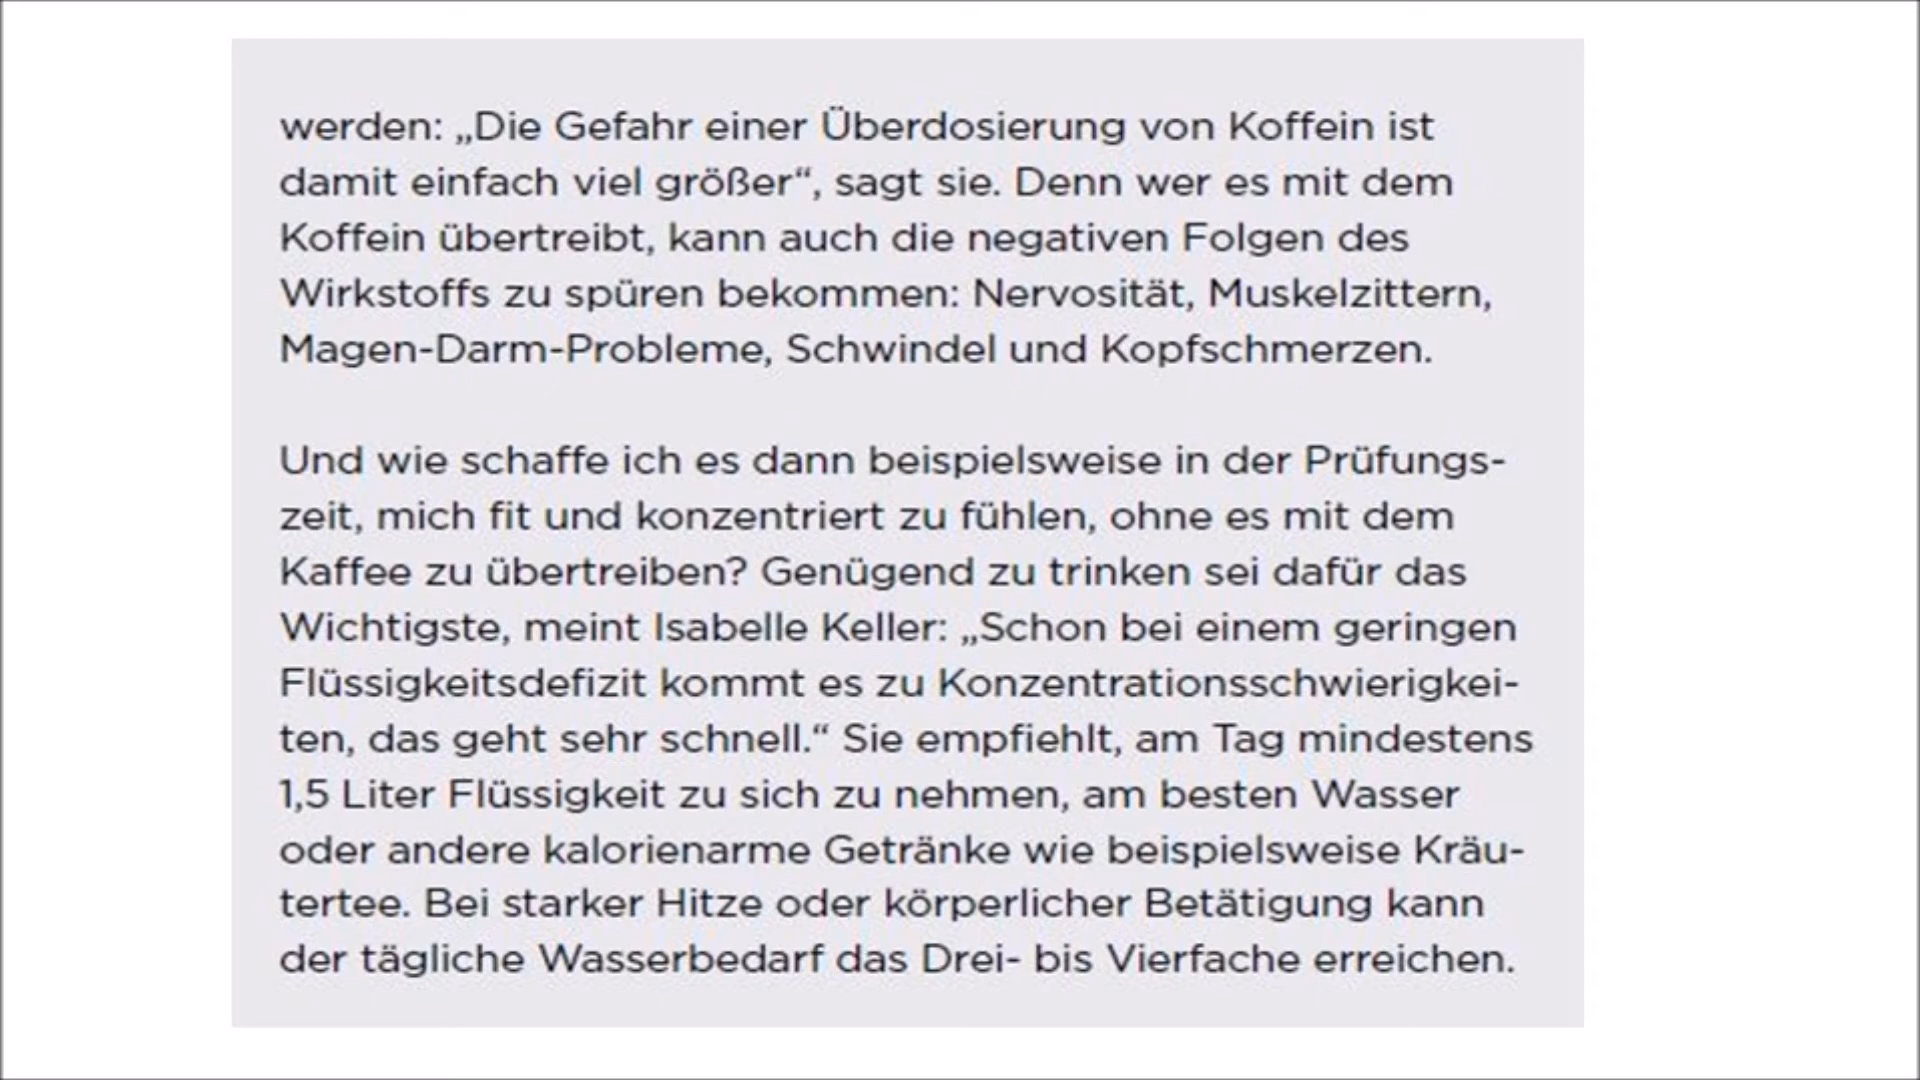 werden: „Die Gefahr einer Überdosierung von Koffein ist
damit einfach viel größer“, sagt sie. Denn wer es mit dem
Koffein übertreibt, kann auch die negativen Folgen des
Wirkstoffs zu spüren bekommen: Nervosität, Muskelzittern,
Magen-Darm-Probleme, Schwindel und Kopfschmerzen.
Und wie schaffe ich es dann beispielsweise in der Prüfungs-
zeit, mich fit und konzentriert zu fühlen, ohne es mit dem
Kaffee zu übertreiben? Genügend zu trinken sei dafür das
Wichtigste, meint Isabelle Keller: „Schon bei einem geringen
Flüssigkeitsdefizit kommt es zu Konzentrationsschwierigkei-
ten, das geht sehr schnell.“ Sie empfiehlt, am Tag mindestens
1,5 Liter Flüssigkeit zu sich zu nehmen, am besten Wasser
oder andere kalorienarme Getränke wie beispielsweise Kräu-
tertee. Bei starker Hitze oder körperlicher Betätigung kann
der tägliche Wasserbedarf das Drei- bis Vierfache erreichen.